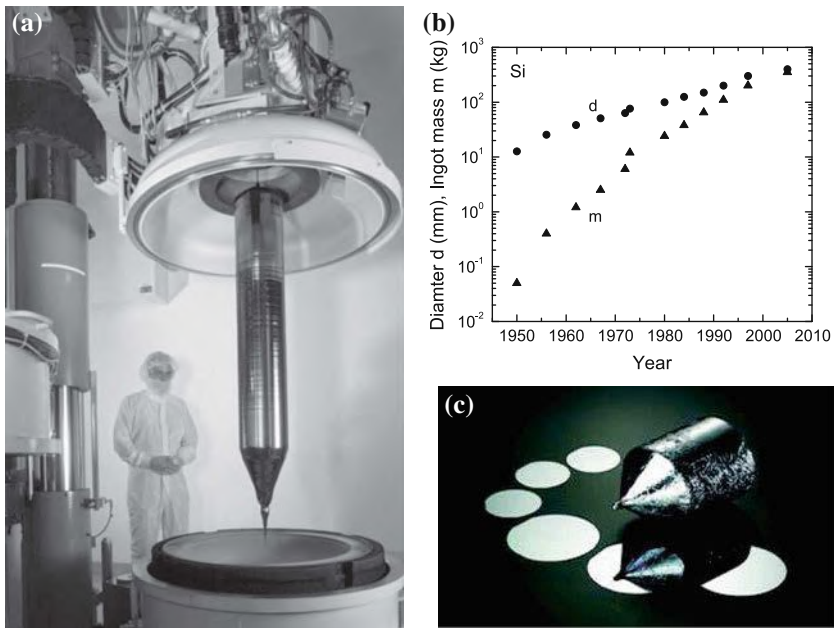 (a)
(b)
Diamter d (mm), Ingot mass m (kg)
10³
10²
10¹
10⁰
10⁻¹
10⁻²
Si
d
m
1950 1960 1970 1980 1990 2000 2010
Year
(c)